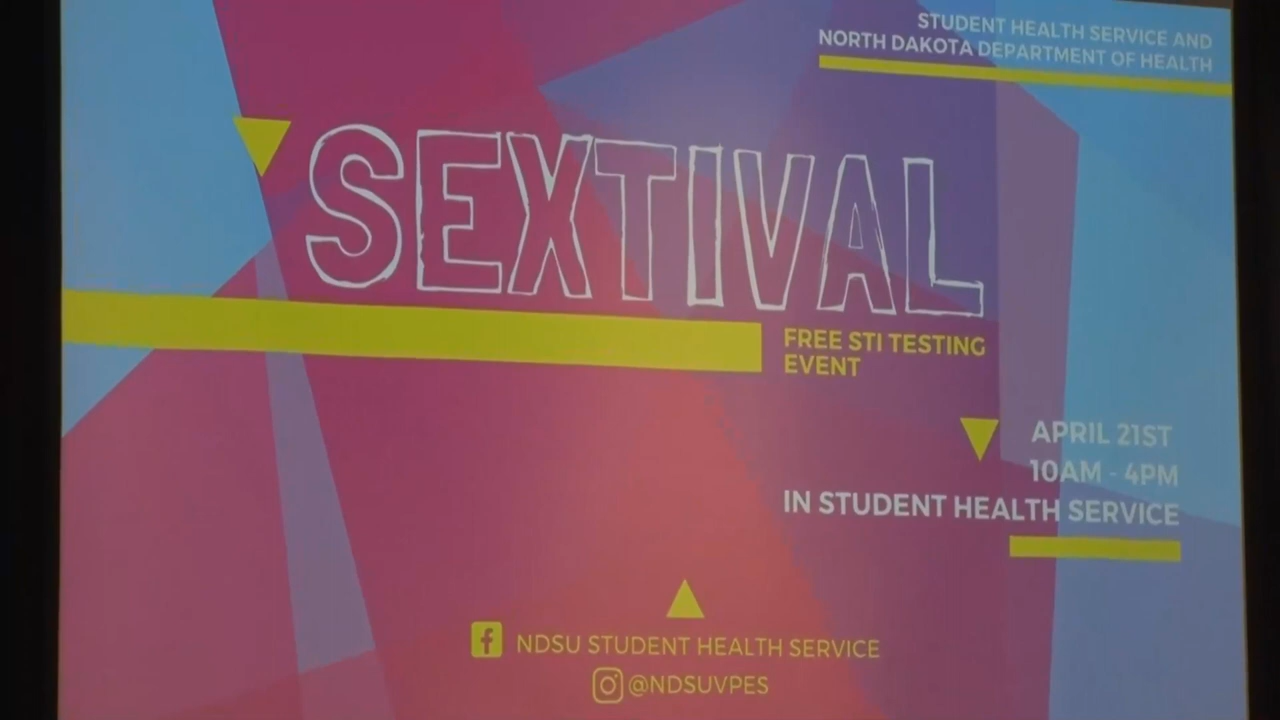 STUDENT HEALTH SERVICE AND
NORTH DAKOTA DEPARTMENT OF HEALTH
SEXTIVAL
FREE STI TESTING
EVENT
APRIL 21ST
10AM - 4PM
IN STUDENT HEALTH SERVICE
NDSU STUDENT HEALTH SERVICE
@NDSUVPES